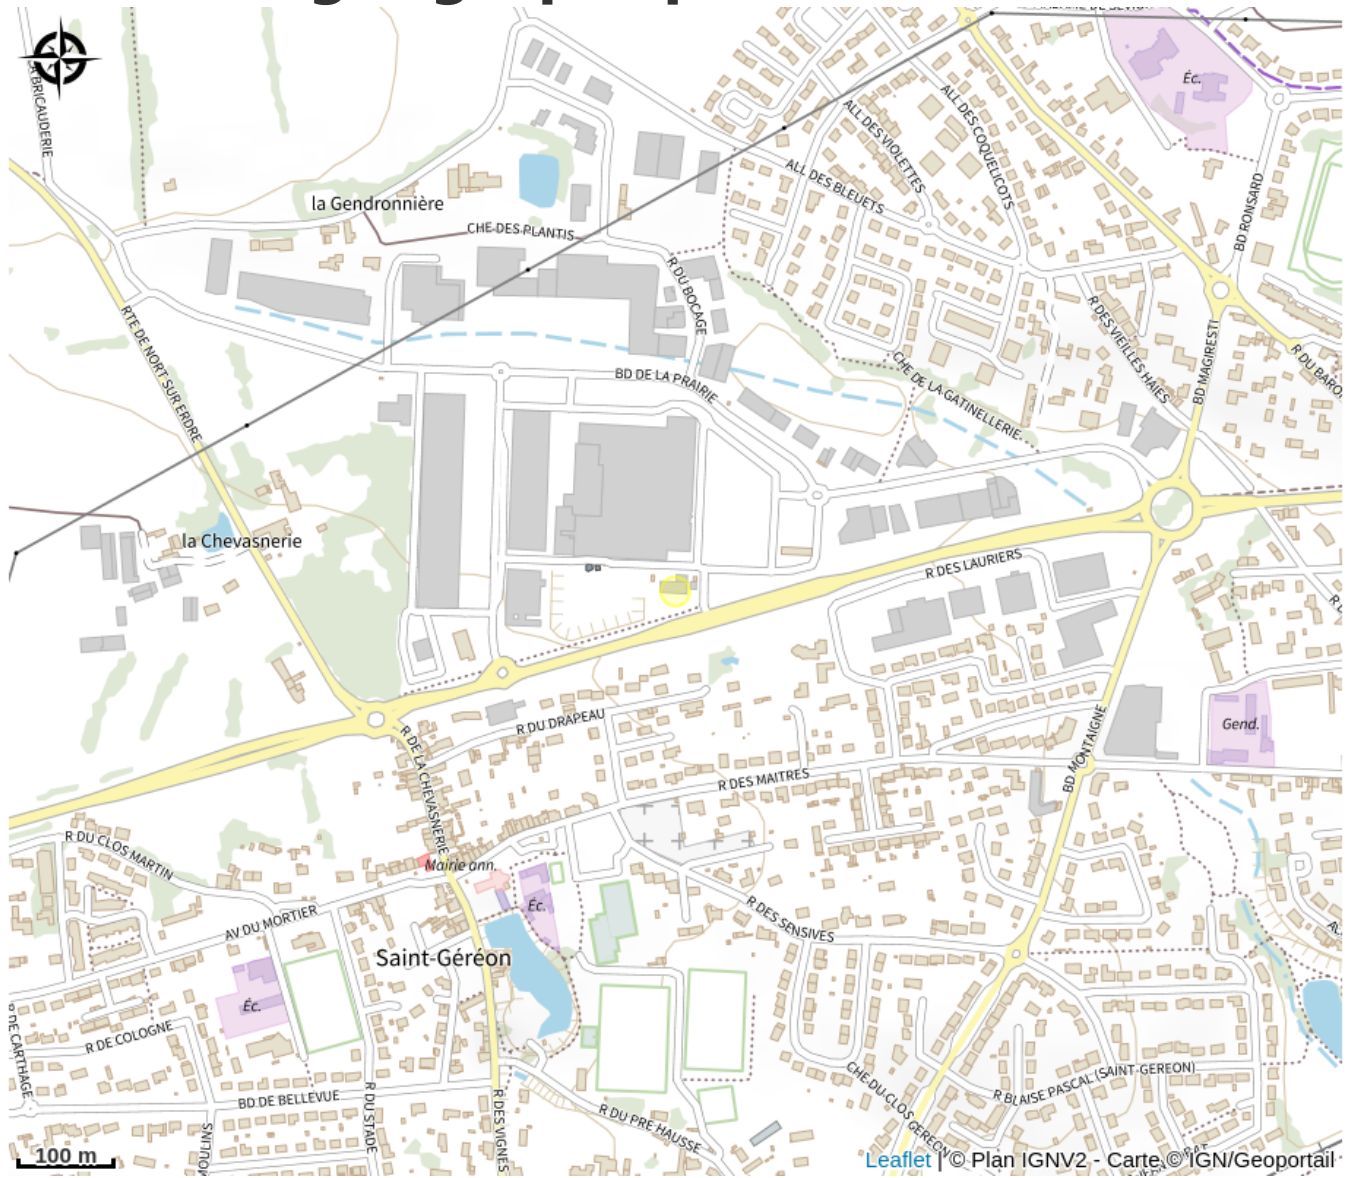 LA BRICAUDERIE
Éc.
ALL DES VIOLETTES
ALL DES COQUELICOTS
ALL DES BLEUETS
BD RONSARD
la Gendronnière
CHE DES PLANTIS
R DU BOCAGE
RTE DE NORT SUR ERDRE
R DES VIEILLES HAIES
BD MAGIRESTI
R DU BARO
BD DE LA PRAIRIE
CHE DE LA GATINELLERIE
la Chevasnerie
R DES LAURIERS
R DU DRAPEAU
Gend.
R DE LA CHEVASNERIE
BD MONTAIGNE
R DES MAITRES
R DU CLOS MARTIN
Mairie ann.
Éc.
AV DU MORTIER
R DES SENSIVES
Saint-Géréon
Éc.
R DE CARTHAGE
R DE COLOGNE
BD DE BELLEVUE
R DU STADE
R DES VIGNES
R DU PRE HAUSSE
CHE DU CLOS GEREON
R BLAISE PASCAL (SAINT-GEREON)
100 m
Leaflet | © Plan IGNV2 - Carte © IGN/Geoportail